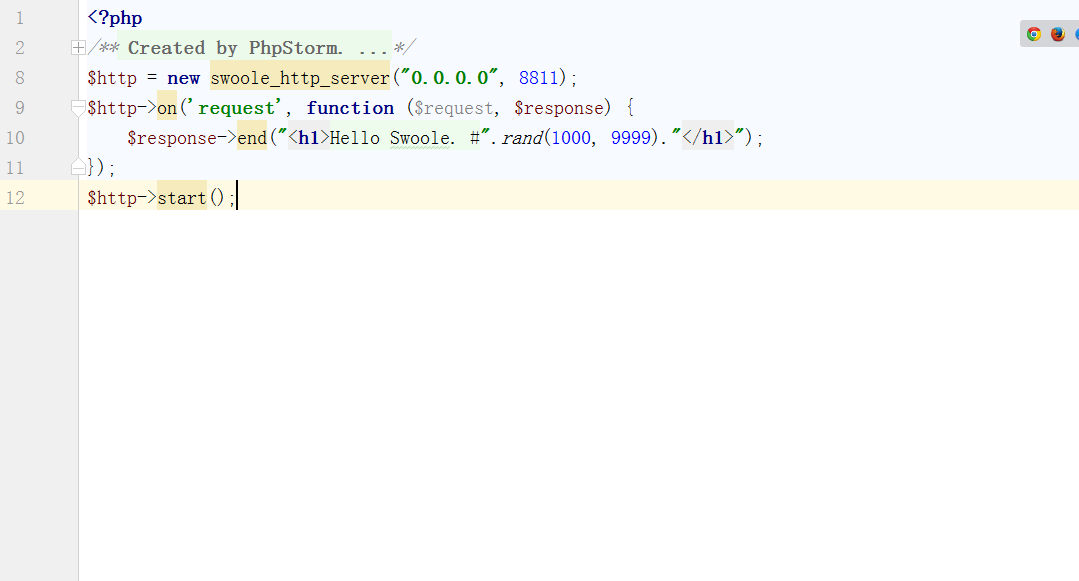 1 <?php
2 /** Created by PhpStorm. ...*/
8 $http = new swoole_http_server("0.0.0.0", 8811);
9 $http->on('request', function ($request, $response) {
10     $response->end("<h1>Hello Swoole. #".rand(1000, 9999)."</h1>");
11 });
12 $http->start();